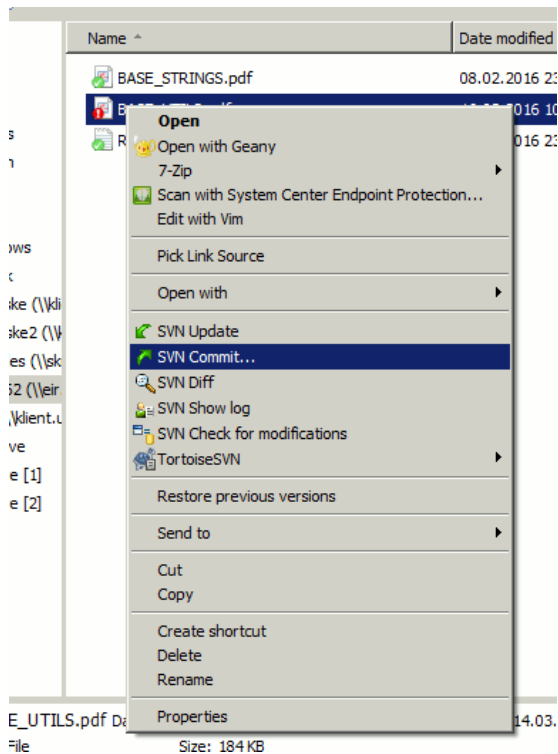 Name Date modified
BASE_STRINGS.pdf 08.02.2016 23
016 10
R 016 23
Open
Open with Geany
7-Zip
Scan with System Center Endpoint Protection...
Edit with Vim
Pick Link Source
Open with
SVN Update
SVN Commit...
SVN Diff
SVN Show log
SVN Check for modifications
TortoiseSVN
Restore previous versions
Send to
Cut
Copy
Create shortcut
Delete
Rename
Properties
s
n
ows
k
ske (\\kli
ske2 (\\k
es (\\sk
52 (\\eir.
\\klient.u
ve
e [1]
e [2]
E_UTILS.pdf Da 14.03.
File Size: 184 KB